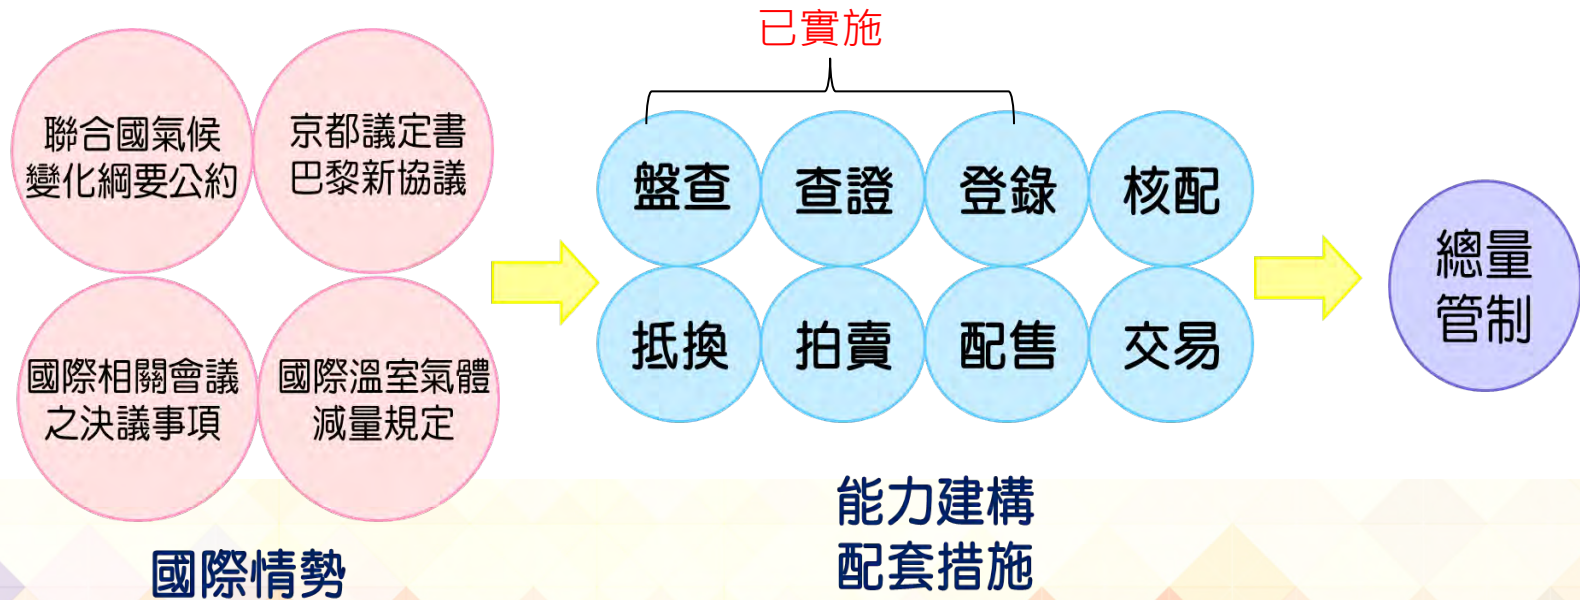 已實施
聯合國氣候
變化綱要公約
京都議定書
巴黎新協議
國際相關會議
之決議事項
國際溫室氣體
減量規定
國際情勢
盤查
查證
登錄
核配
抵換
拍賣
配售
交易
能力建構
配套措施
總量
管制